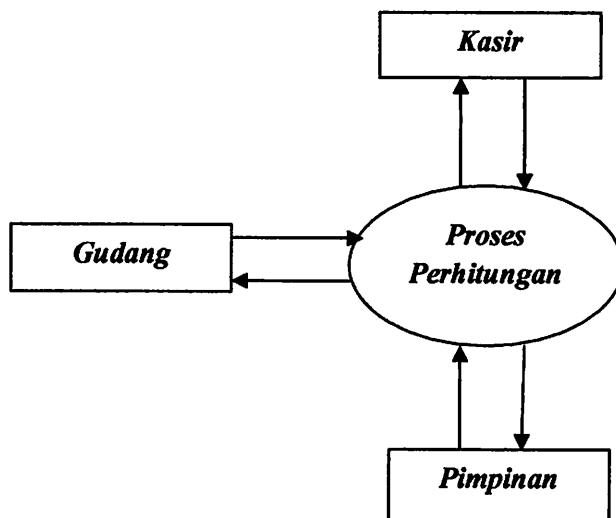 Kasir
Gudang
Proses
Perhitungan
Pimpinan